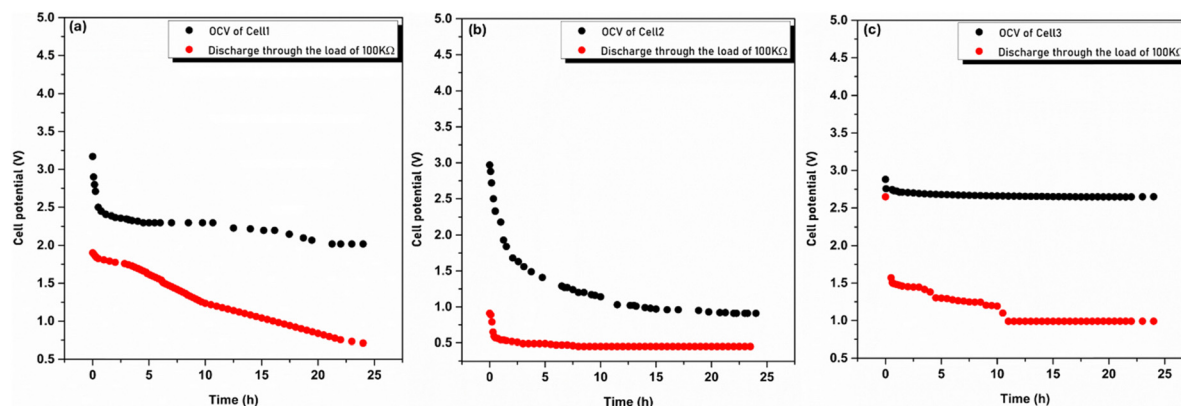 (a)
OCV of Cell1
Discharge through the load of 100KΩ
Cell potential (V)
5.0
4.5
4.0
3.5
3.0
2.5
2.0
1.5
1.0
0.5
0 5 10 15 20 25
Time (h)
(b)
OCV of Cell2
Discharge through the load of 100KΩ
Cell potential (V)
5.0
4.5
4.0
3.5
3.0
2.5
2.0
1.5
1.0
0.5
0 5 10 15 20 25
Time (h)
(c)
OCV of Cell3
Discharge through the load of 100KΩ
Cell potential (V)
5.0
4.5
4.0
3.5
3.0
2.5
2.0
1.5
1.0
0.5
0 5 10 15 20 25
Time (h)